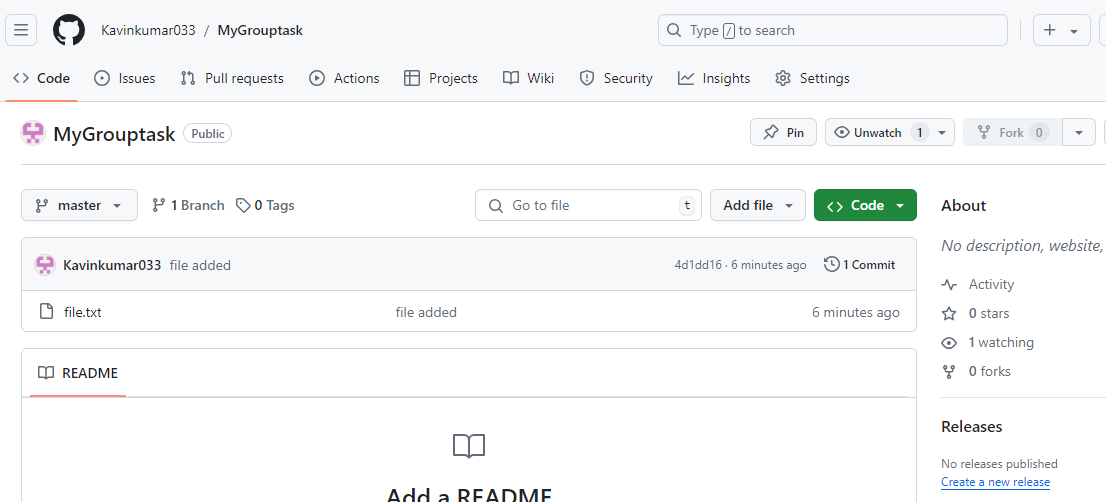 Kavinkumar033 / MyGrouptask
Type / to search
Code Issues Pull requests Actions Projects Wiki Security Insights Settings
MyGrouptask Public
Pin Unwatch 1 Fork 0
master 1 Branch 0 Tags Go to file t Add file Code
Kavinkumar033 file added 4d1dd16 · 6 minutes ago 1 Commit
file.txt file added 6 minutes ago
README
Add a README
About
No description, website,
Activity
0 stars
1 watching
0 forks
Releases
No releases published
Create a new release